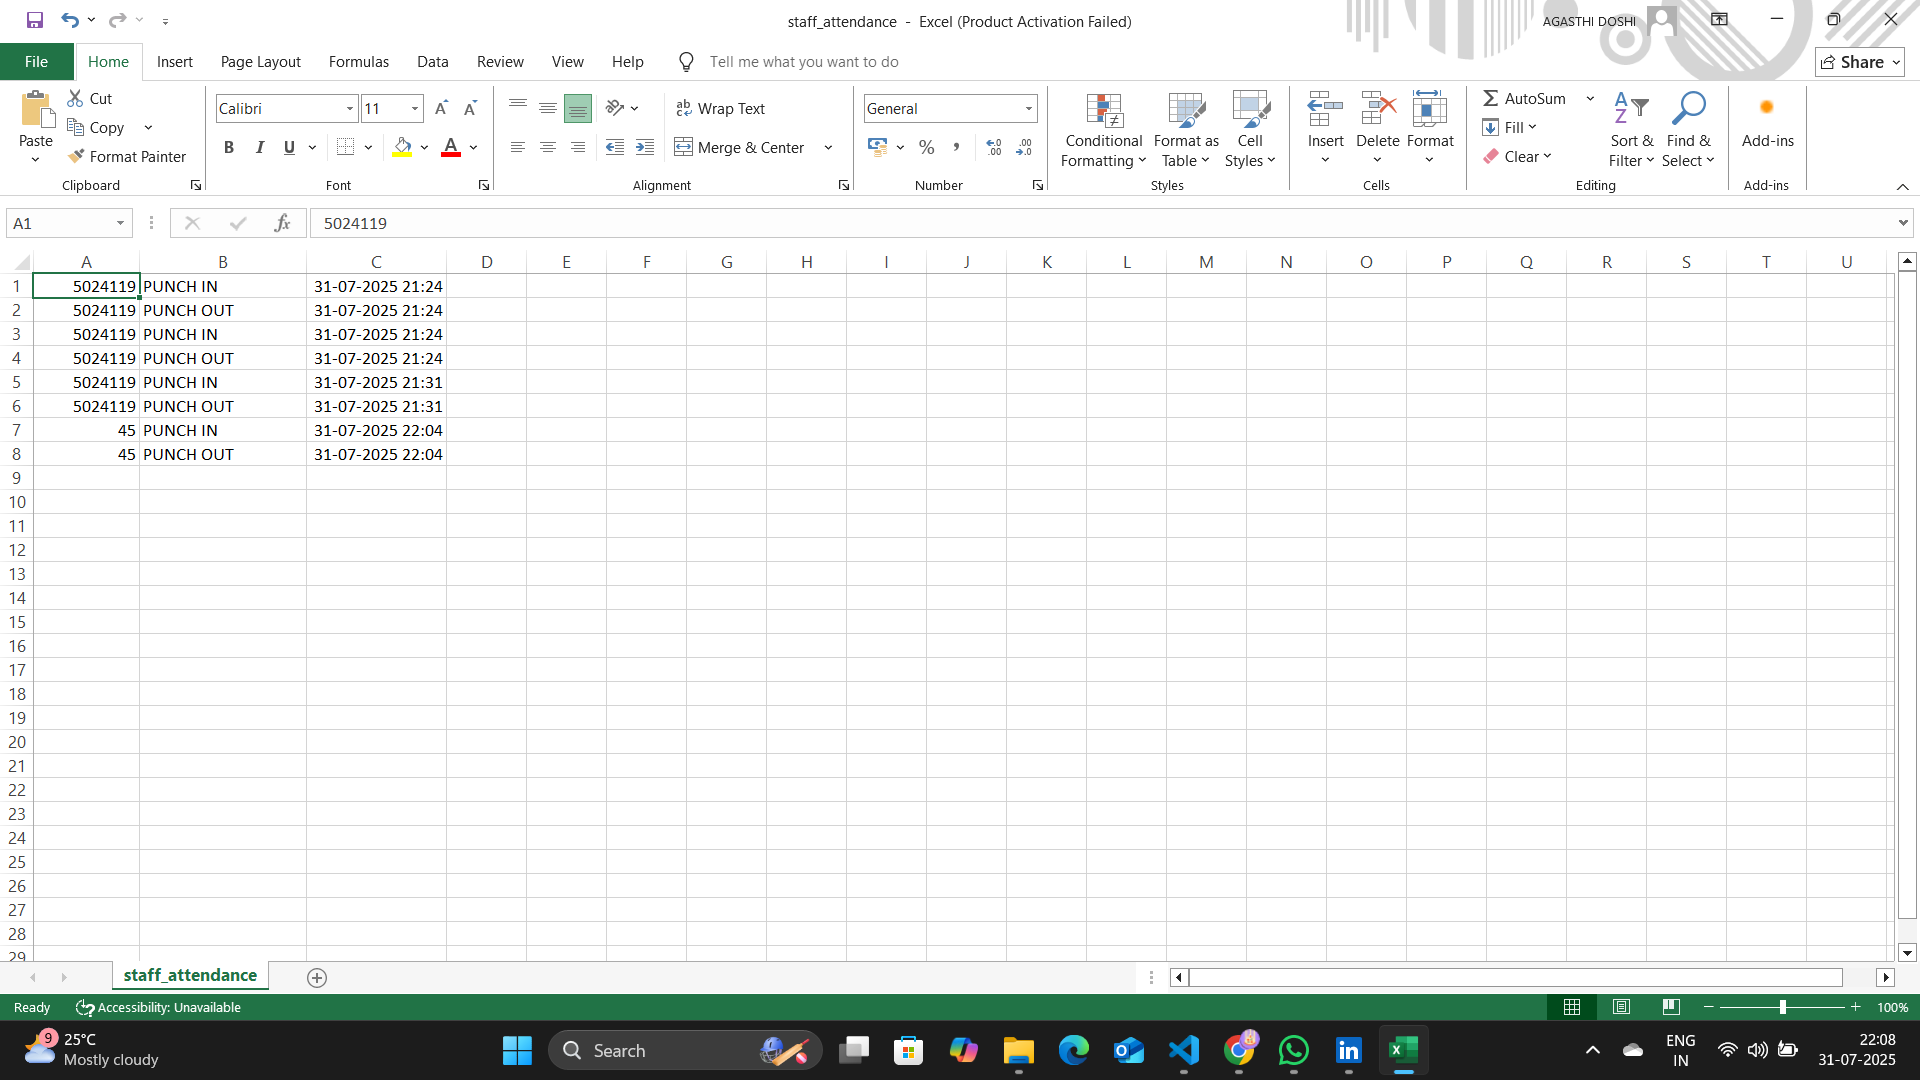 staff_attendance - Excel (Product Activation Failed)
AGASTHI DOSHI
File Home Insert Page Layout Formulas Data Review View Help Tell me what you want to do Share
Paste Cut Copy Format Painter
Calibri 11
B I U A
Wrap Text
Merge & Center
General
% ,
Conditional Formatting
Format as Table
Cell Styles
Insert Delete Format
AutoSum
Fill
Clear
Sort & Filter
Find & Select
Add-ins
Clipboard Font Alignment Number Styles Cells Editing Add-ins
A1 fx 5024119
A B C D E F G H I J K L M N O P Q R S T U
1 5024119 PUNCH IN 31-07-2025 21:24
2 5024119 PUNCH OUT 31-07-2025 21:24
3 5024119 PUNCH IN 31-07-2025 21:24
4 5024119 PUNCH OUT 31-07-2025 21:24
5 5024119 PUNCH IN 31-07-2025 21:31
6 5024119 PUNCH OUT 31-07-2025 21:31
7 45 PUNCH IN 31-07-2025 22:04
8 45 PUNCH OUT 31-07-2025 22:04
9
10
11
12
13
14
15
16
17
18
19
20
21
22
23
24
25
26
27
28
29
staff_attendance
Ready Accessibility: Unavailable 100%
9 25°C
Mostly cloudy
Search
ENG
IN
22:08
31-07-2025